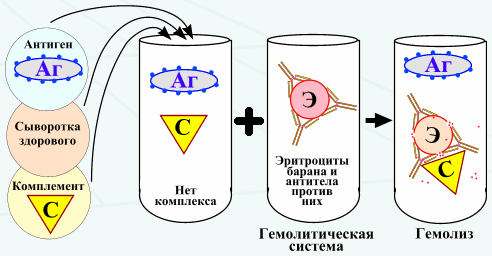 Антиген
Аг
Сыворотка
здорового
Комплемент
С
Аг
С
Нет
комплекса
Э
Эритроциты
барана и
антитела
против
них
Гемолитическая
система
Аг
Э
С
Гемолиз